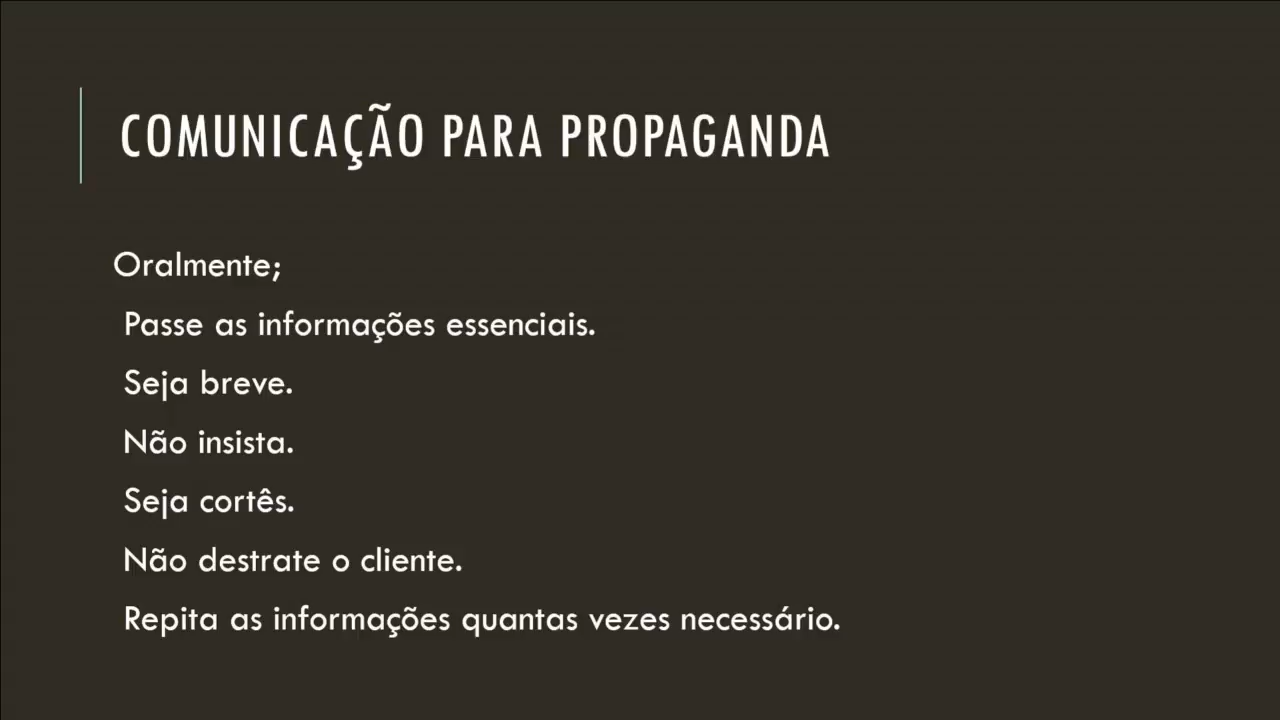 COMUNICAÇÃO PARA PROPAGANDA
Oralmente;
Passe as informações essenciais.
Seja breve.
Não insista.
Seja cortês.
Não destrate o cliente.
Repita as informações quantas vezes necessário.